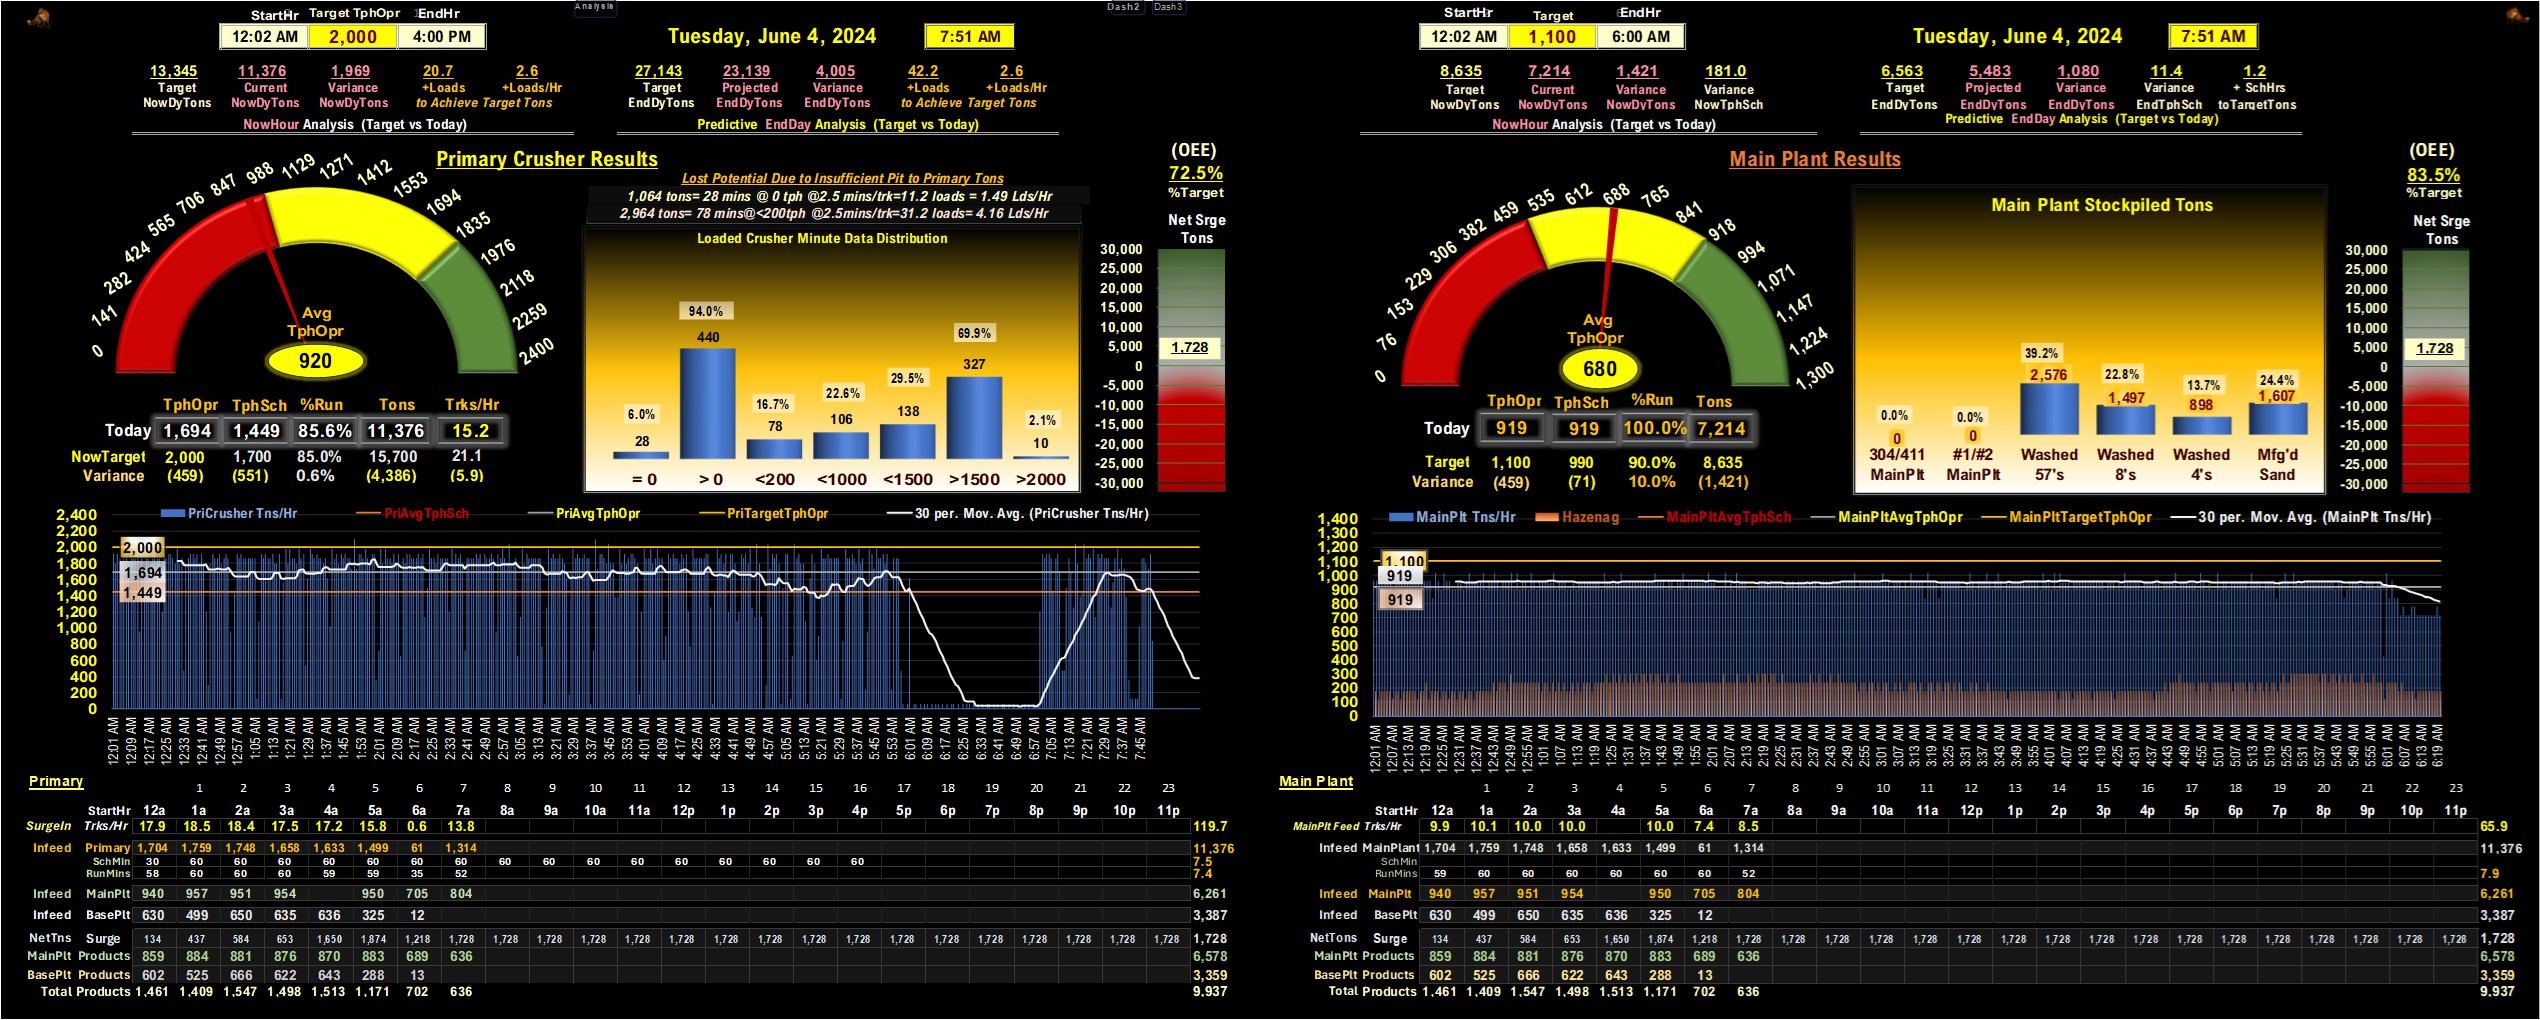 Analysis
Dash2 Dash3
StartHr Target TphOpr EndHr
12:02 AM 2,000 4:00 PM
Tuesday, June 4, 2024 7:51 AM
13,345 11,376 1,969 20.7 2.6
Target Current Variance +Loads +Loads/Hr
NowDyTons NowDyTons NowDyTons to Achieve Target Tons
NowHour Analysis (Target vs Today)
27,143 23,139 4,005 42.2 2.6
Target Projected Variance +Loads +Loads/Hr
EndDyTons EndDyTons EndDyTons to Achieve Target Tons
Predictive EndDay Analysis (Target vs Today)
Primary Crusher Results
0 141 282 424 565 706 847 988 1129 1271 1412 1553 1694 1835 1976 2118 2259 2400
Avg
TphOpr
920
TphOpr TphSch %Run Tons Trks/Hr
Today 1,694 1,449 85.6% 11,376 15.2
NowTarget 2,000 1,700 85.0% 15,700 21.1
Variance (459) (551) 0.6% (4,386) (5.9)
Lost Potential Due to Insufficient Pit to Primary Tons
1,064 tons= 28 mins @ 0 tph @2.5 mins/trk=11.2 loads = 1.49 Lds/Hr
2,964 tons= 78 mins@<200tph @2.5mins/trk=31.2 loads= 4.16 Lds/Hr
Loaded Crusher Minute Data Distribution
6.0% 94.0% 16.7% 22.6% 29.5% 69.9% 2.1%
28 440 78 106 138 327 10
= 0 > 0 <200 <1000 <1500 >1500 >2000
(OEE)
72.5%
%Target
Net Srge
Tons
30,000
25,000
20,000
15,000
10,000
5,000
1,728
0
-5,000
-10,000
-15,000
-20,000
-25,000
-30,000
PriCrusher Tns/Hr PriAvgTphSch PriAvgTphOpr PriTargetTphOpr 30 per. Mov. Avg. (PriCrusher Tns/Hr)
2,400
2,200
2,000
1,800
1,600
1,400
1,200
1,000
800
600
400
200
0
2,000
1,694
1,449
12:01 AM 12:09 AM 12:17 AM 12:25 AM 12:33 AM 12:41 AM 12:49 AM 12:57 AM 1:05 AM 1:13 AM 1:21 AM 1:29 AM 1:37 AM 1:45 AM 1:53 AM 2:01 AM 2:09 AM 2:17 AM 2:25 AM 2:33 AM 2:41 AM 2:49 AM 2:57 AM 3:05 AM 3:13 AM 3:21 AM 3:29 AM 3:37 AM 3:45 AM 3:53 AM 4:01 AM 4:09 AM 4:17 AM 4:25 AM 4:33 AM 4:41 AM 4:49 AM 4:57 AM 5:05 AM 5:13 AM 5:21 AM 5:29 AM 5:37 AM 5:45 AM 5:53 AM 6:01 AM 6:09 AM 6:17 AM 6:25 AM 6:33 AM 6:41 AM 6:49 AM 6:57 AM 7:05 AM 7:13 AM 7:21 AM 7:29 AM 7:37 AM 7:45 AM
Primary
1 2 3 4 5 6 7 8 9 10 11 12 13 14 15 16 17 18 19 20 21 22 23
StartHr 12a 1a 2a 3a 4a 5a 6a 7a 8a 9a 10a 11a 12p 1p 2p 3p 4p 5p 6p 7p 8p 9p 10p 11p
SurgeIn Trks/Hr 17.9 18.5 18.4 17.5 17.2 15.8 0.6 13.8 119.7
Infeed Primary 1,704 1,759 1,748 1,658 1,633 1,499 61 1,314 11,376
SchMin 30 60 60 60 60 60 60 60 60 60 60 60 60 60 60 60 60 7.5
RunMins 58 60 60 60 59 59 35 52 7.4
Infeed MainPlt 940 957 951 954 950 705 804 6,261
Infeed BasePlt 630 499 650 635 636 325 12 3,387
NetTns Surge 134 437 584 653 1,650 1,874 1,218 1,728 1,728 1,728 1,728 1,728 1,728 1,728 1,728 1,728 1,728 1,728 1,728 1,728 1,728 1,728 1,728 1,728 1,728
MainPlt Products 859 884 881 876 870 883 689 636 6,578
BasePlt Products 602 525 666 622 643 288 13 3,359
Total Products 1,461 1,409 1,547 1,498 1,513 1,171 702 636 9,937
StartHr Target EndHr
12:02 AM 1,100 6:00 AM
Tuesday, June 4, 2024 7:51 AM
8,635 7,214 1,421 181.0
Target Current Variance Variance
NowDyTons NowDyTons NowDyTons NowTphSch
NowHour Analysis (Target vs Today)
6,563 5,483 1,080 11.4 1.2
Target Projected Variance Variance + SchHrs
EndDyTons EndDyTons EndDyTons EndTphSch toTargetTons
Predictive EndDay Analysis (Target vs Today)
Main Plant Results
0 76 153 229 306 382 459 535 612 688 765 841 918 994 1,071 1,147 1,224 1,300
Avg
TphOpr
680
TphOpr TphSch %Run Tons
Today 919 919 100.0% 7,214
Target 1,100 990 90.0% 8,635
Variance (459) (71) 10.0% (1,421)
Main Plant Stockpiled Tons
0.0% 0.0% 39.2% 22.8% 13.7% 24.4%
0 0 2,576 1,497 898 1,607
304/411 #1/#2 Washed Washed Washed Mfg'd
MainPlt MainPlt 57's 8's 4's Sand
(OEE)
83.5%
%Target
Net Srge
Tons
30,000
25,000
20,000
15,000
10,000
5,000
1,728
0
-5,000
-10,000
-15,000
-20,000
-25,000
-30,000
MainPlt Tns/Hr Hazenag MainPltAvgTphSch MainPltAvgTphOpr MainPltTargetTphOpr 30 per. Mov. Avg. (MainPlt Tns/Hr)
1,400
1,300
1,200
1,100
1,000
900
800
700
600
500
400
300
200
100
0
1,100
919
919
12:01 AM 12:07 AM 12:13 AM 12:19 AM 12:25 AM 12:31 AM 12:37 AM 12:43 AM 12:49 AM 12:55 AM 1:01 AM 1:07 AM 1:13 AM 1:19 AM 1:25 AM 1:31 AM 1:37 AM 1:43 AM 1:49 AM 1:55 AM 2:01 AM 2:07 AM 2:13 AM 2:19 AM 2:25 AM 2:31 AM 2:37 AM 2:43 AM 2:49 AM 2:55 AM 3:01 AM 3:07 AM 3:13 AM 3:19 AM 3:25 AM 3:31 AM 3:37 AM 3:43 AM 3:49 AM 3:55 AM 4:01 AM 4:07 AM 4:13 AM 4:19 AM 4:25 AM 4:31 AM 4:37 AM 4:43 AM 4:49 AM 4:55 AM 5:01 AM 5:07 AM 5:13 AM 5:19 AM 5:25 AM 5:31 AM 5:37 AM 5:43 AM 5:49 AM 5:55 AM 6:01 AM 6:07 AM 6:13 AM 6:19 AM
Main Plant
1 2 3 4 5 6 7 8 9 10 11 12 13 14 15 16 17 18 19 20 21 22 23
StartHr 12a 1a 2a 3a 4a 5a 6a 7a 8a 9a 10a 11a 12p 1p 2p 3p 4p 5p 6p 7p 8p 9p 10p 11p
MainPlt Feed Trks/Hr 9.9 10.1 10.0 10.0 10.0 7.4 8.5 65.9
Infeed MainPlant 1,704 1,759 1,748 1,658 1,633 1,499 61 1,314 11,376
SchMin
RunMins 59 60 60 60 60 60 60 52 7.9
Infeed MainPlt 940 957 951 954 950 705 804 6,261
Infeed BasePlt 630 499 650 635 636 325 12 3,387
NetTons Surge 134 437 584 653 1,650 1,874 1,218 1,728 1,728 1,728 1,728 1,728 1,728 1,728 1,728 1,728 1,728 1,728 1,728 1,728 1,728 1,728 1,728 1,728 1,728
MainPlt Products 859 884 881 876 870 883 689 636 6,578
BasePlt Products 602 525 666 622 643 288 13 3,359
Total Products 1,461 1,409 1,547 1,498 1,513 1,171 702 636 9,937